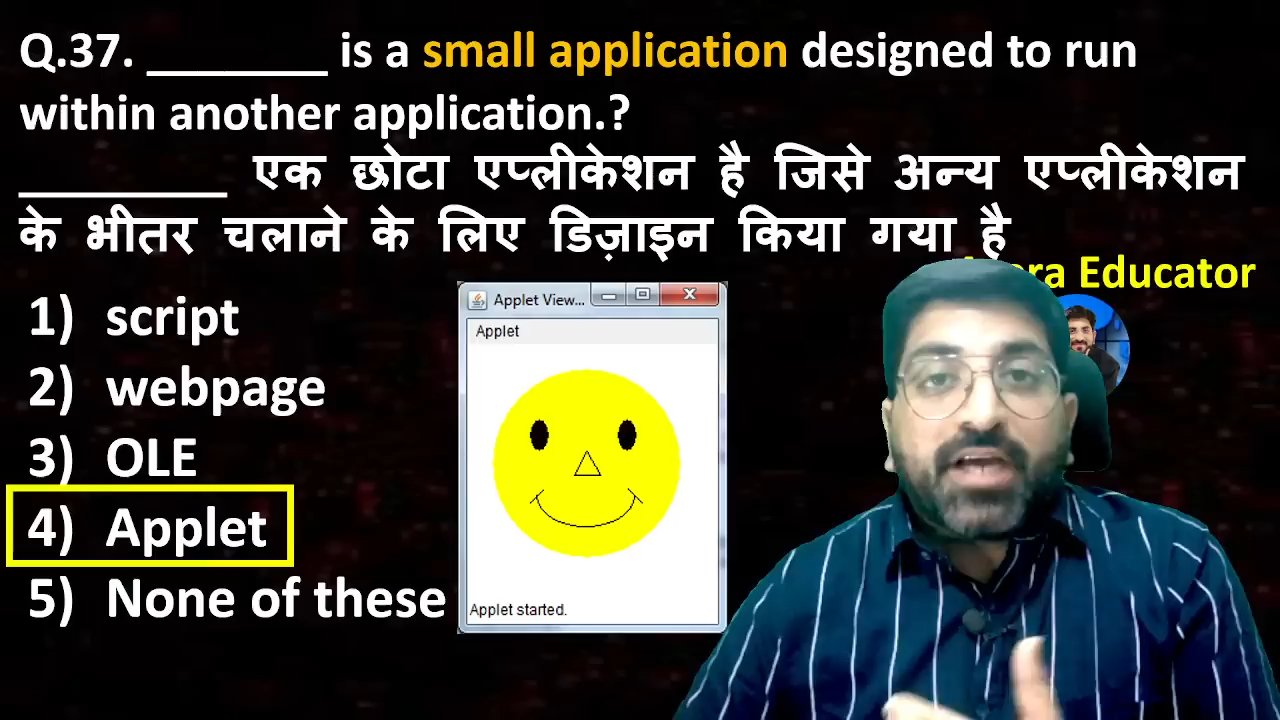 Q.37. _______ is a small application designed to run
within another application.?
________ एक छोटा एप्लीकेशन है जिसे अन्य एप्लीकेशन
के भीतर चलाने के लिए डिज़ाइन किया गया है
Educator
1) script
2) webpage
3) OLE
4) Applet
5) None of these
Applet View...
Applet
Applet started.